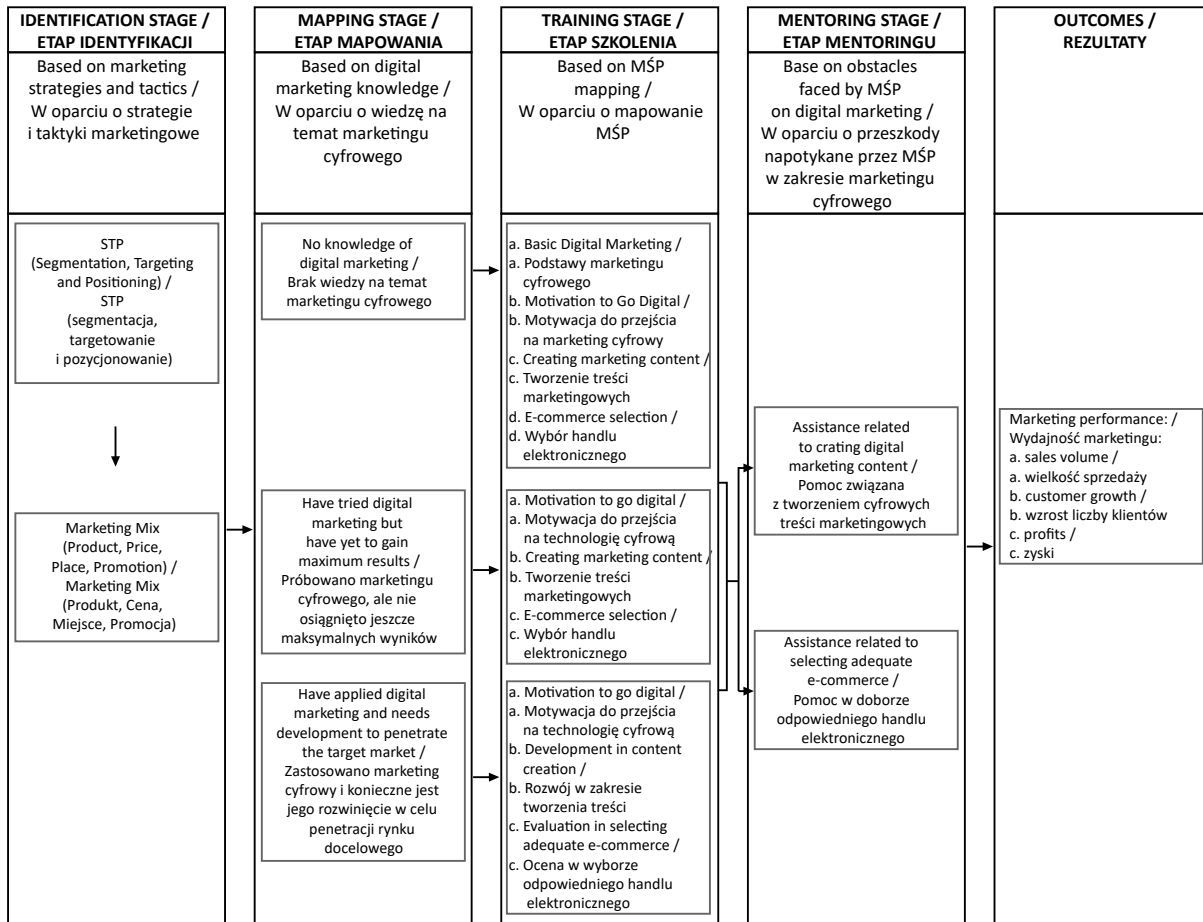 IDENTIFICATION STAGE /
ETAP IDENTYFIKACJI
Based on marketing
strategies and tactics /
W oparciu o strategie
i taktyki marketingowe
STP
(Segmentation, Targeting
and Positioning) /
STP
(segmentacja,
targetowanie
i pozycjonowanie)
Marketing Mix
(Product, Price,
Place, Promotion) /
Marketing Mix
(Produkt, Cena,
Miejsce, Promocja)
MAPPING STAGE /
ETAP MAPOWANIA
Based on digital
marketing knowledge /
W oparciu o wiedzę na
temat marketingu
cyfrowego
No knowledge of
digital marketing /
Brak wiedzy na temat
marketingu cyfrowego
Have tried digital
marketing but
have yet to gain
maximum results /
Próbowano marketingu
cyfrowego, ale nie
osiągnięto jeszcze
maksymalnych wyników
Have applied digital
marketing and needs
development to penetrate
the target market /
Zastosowano marketing
cyfrowy i konieczne jest
jego rozwinięcie w celu
penetracji rynku
docelowego
TRAINING STAGE /
ETAP SZKOLENIA
Based on MŚP
mapping /
W oparciu o mapowanie
MŚP
a. Basic Digital Marketing /
a. Podstawy marketingu
cyfrowego
b. Motivation to Go Digital /
b. Motywacja do przejścia
na marketing cyfrowy
c. Creating marketing content /
c. Tworzenie treści
marketingowych
d. E-commerce selection /
d. Wybór handlu
elektronicznego
a. Motivation to go digital /
a. Motywacja do przejścia
na technologię cyfrową
b. Creating marketing content /
b. Tworzenie treści
marketingowych
c. E-commerce selection /
c. Wybór handlu
elektronicznego
a. Motivation to go digital /
a. Motywacja do przejścia
na technologię cyfrową
b. Development in content
creation /
b. Rozwój w zakresie
tworzenia treści
c. Evaluation in selecting
adequate e-commerce /
c. Ocena w wyborze
odpowiedniego handlu
elektronicznego
MENTORING STAGE /
ETAP MENTORINGU
Base on obstacles
faced by MŚP
on digital marketing /
W oparciu o przeszkody
napotykane przez MŚP
w zakresie marketingu
cyfrowego
Assistance related
to crating digital
marketing content /
Pomoc związana
z tworzeniem cyfrowych
treści marketingowych
Assistance related to
selecting adequate
e-commerce /
Pomoc w doborze
odpowiedniego handlu
elektronicznego
OUTCOMES /
REZULTATY
Marketing performance: /
Wydajność marketingu:
a. sales volume /
a. wielkość sprzedaży
b. customer growth /
b. wzrost liczby klientów
c. profits /
c. zyski